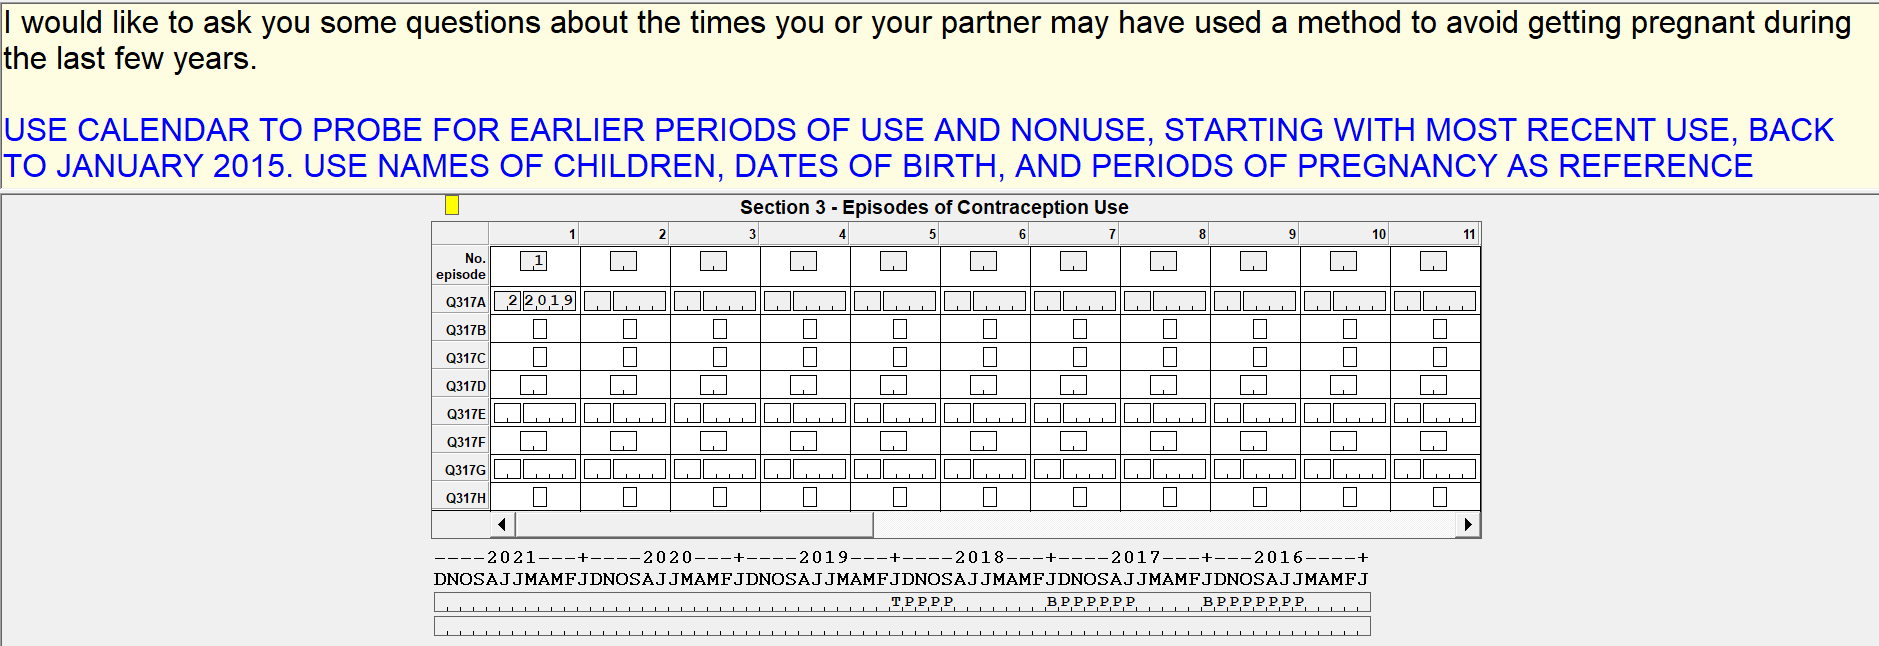 I would like to ask you some questions about the times you or your partner may have used a method to avoid getting pregnant during
the last few years.
USE CALENDAR TO PROBE FOR EARLIER PERIODS OF USE AND NONUSE, STARTING WITH MOST RECENT USE, BACK
TO JANUARY 2015. USE NAMES OF CHILDREN, DATES OF BIRTH, AND PERIODS OF PREGNANCY AS REFERENCE
Section 3 - Episodes of Contraception Use
1 2 3 4 5 6 7 8 9 10 11
No.
episode 1
Q317A 2 2019
Q317B
Q317C
Q317D
Q317E
Q317F
Q317G
Q317H
----2021---+----2020---+----2019---+----2018---+----2017---+---2016----+
DNOSAJJMAMFJDNOSAJJMAMFJDNOSAJJMAMFJDNOSAJJMAMFJDNOSAJJMAMFJDNOSAJJMAMFJ
TPPPP BPPPPPP BPPPPPPP